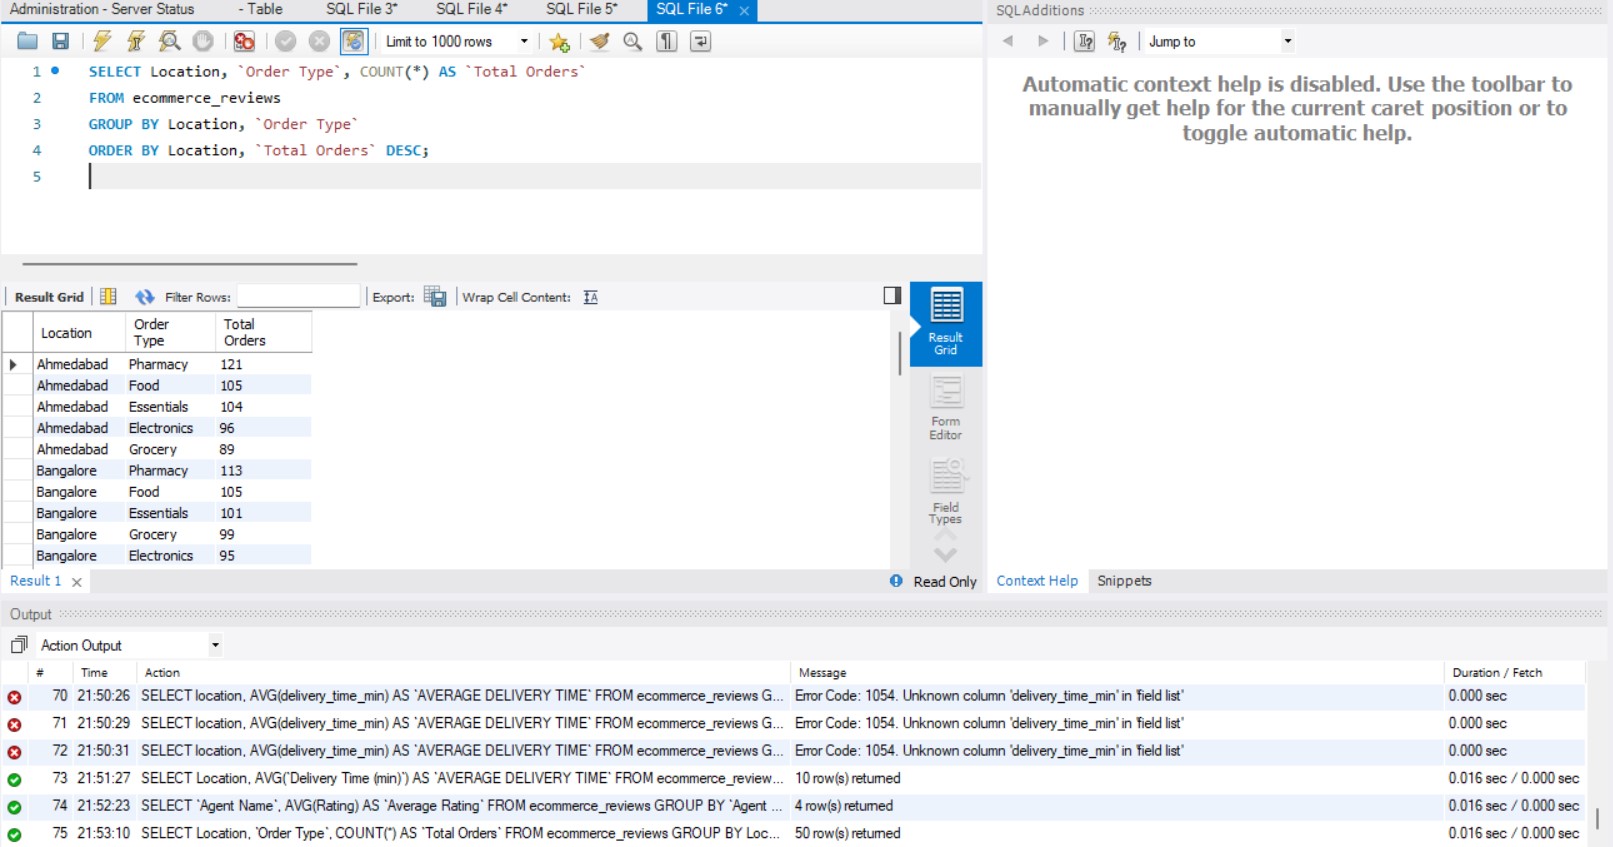 Administration - Server Status - Table SQL File 3* SQL File 4* SQL File 5* SQL File 6* ×
Limit to 1000 rows
1 SELECT Location, `Order Type`, COUNT(*) AS `Total Orders`
2 FROM ecommerce_reviews
3 GROUP BY Location, `Order Type`
4 ORDER BY Location, `Total Orders` DESC;
5
SQLAdditions
Jump to
Automatic context help is disabled. Use the toolbar to
manually get help for the current caret position or to
toggle automatic help.
Result Grid Filter Rows: Export: Wrap Cell Content:
Location Order Type Total Orders
Ahmedabad Pharmacy 121
Ahmedabad Food 105
Ahmedabad Essentials 104
Ahmedabad Electronics 96
Ahmedabad Grocery 89
Bangalore Pharmacy 113
Bangalore Food 105
Bangalore Essentials 101
Bangalore Grocery 99
Bangalore Electronics 95
Result
Grid
Form
Editor
Field
Types
Result 1 × Read Only
Context Help Snippets
Output
Action Output
# Time Action Message Duration / Fetch
70 21:50:26 SELECT location, AVG(delivery_time_min) AS `AVERAGE DELIVERY TIME` FROM ecommerce_reviews G... Error Code: 1054. Unknown column 'delivery_time_min' in 'field list' 0.000 sec
71 21:50:29 SELECT location, AVG(delivery_time_min) AS `AVERAGE DELIVERY TIME` FROM ecommerce_reviews G... Error Code: 1054. Unknown column 'delivery_time_min' in 'field list' 0.000 sec
72 21:50:31 SELECT location, AVG(delivery_time_min) AS `AVERAGE DELIVERY TIME` FROM ecommerce_reviews G... Error Code: 1054. Unknown column 'delivery_time_min' in 'field list' 0.000 sec
73 21:51:27 SELECT Location, AVG(`Delivery Time (min)`) AS `AVERAGE DELIVERY TIME` FROM ecommerce_review... 10 row(s) returned 0.016 sec / 0.000 sec
74 21:52:23 SELECT `Agent Name`, AVG(Rating) AS `Average Rating` FROM ecommerce_reviews GROUP BY `Agent ... 4 row(s) returned 0.016 sec / 0.000 sec
75 21:53:10 SELECT Location, `Order Type`, COUNT(*) AS `Total Orders` FROM ecommerce_reviews GROUP BY Loc... 50 row(s) returned 0.016 sec / 0.000 sec